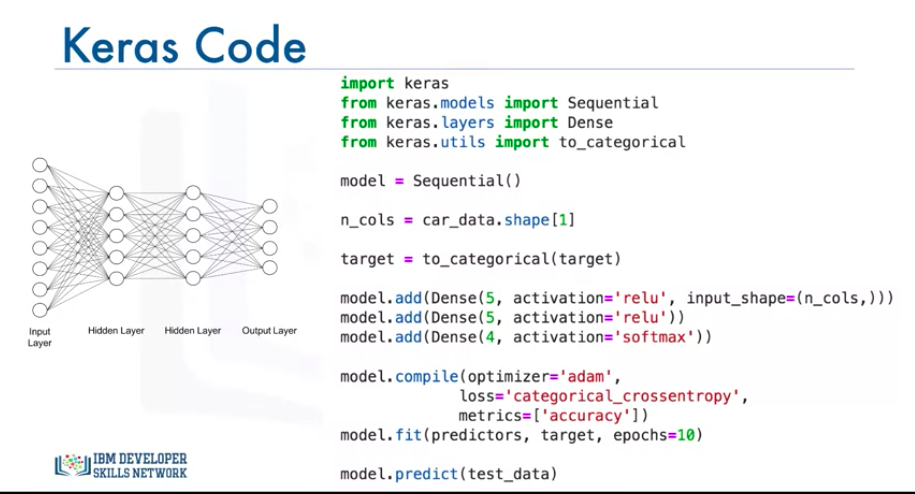 Keras Code
import keras
from keras.models import Sequential
from keras.layers import Dense
from keras.utils import to_categorical
model = Sequential()
n_cols = car_data.shape[1]
target = to_categorical(target)
model.add(Dense(5, activation='relu', input_shape=(n_cols,)))
model.add(Dense(5, activation='relu'))
model.add(Dense(4, activation='softmax'))
model.compile(optimizer='adam',
loss='categorical_crossentropy',
metrics=['accuracy'])
model.fit(predictors, target, epochs=10)
model.predict(test_data)
Input
Layer
Hidden Layer
Hidden Layer
Output Layer
IBM DEVELOPER
SKILLS NETWORK